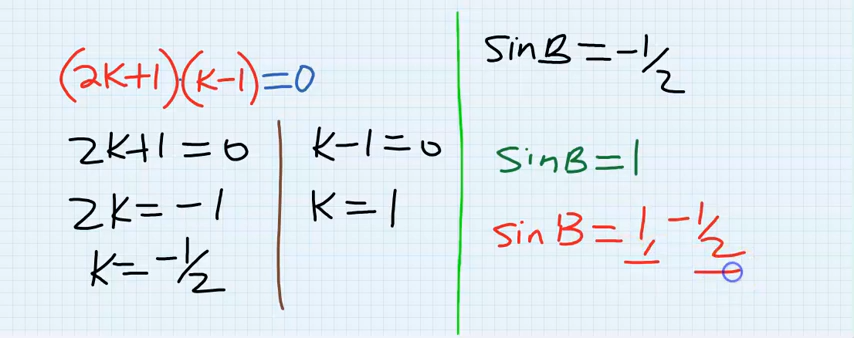 (2K+1)·(K-1)=0
2K+1=0
2K=-1
K=-1/2
K-1=0
K=1
sinB=-1/2
sinB=1
sinB=1,-1/2